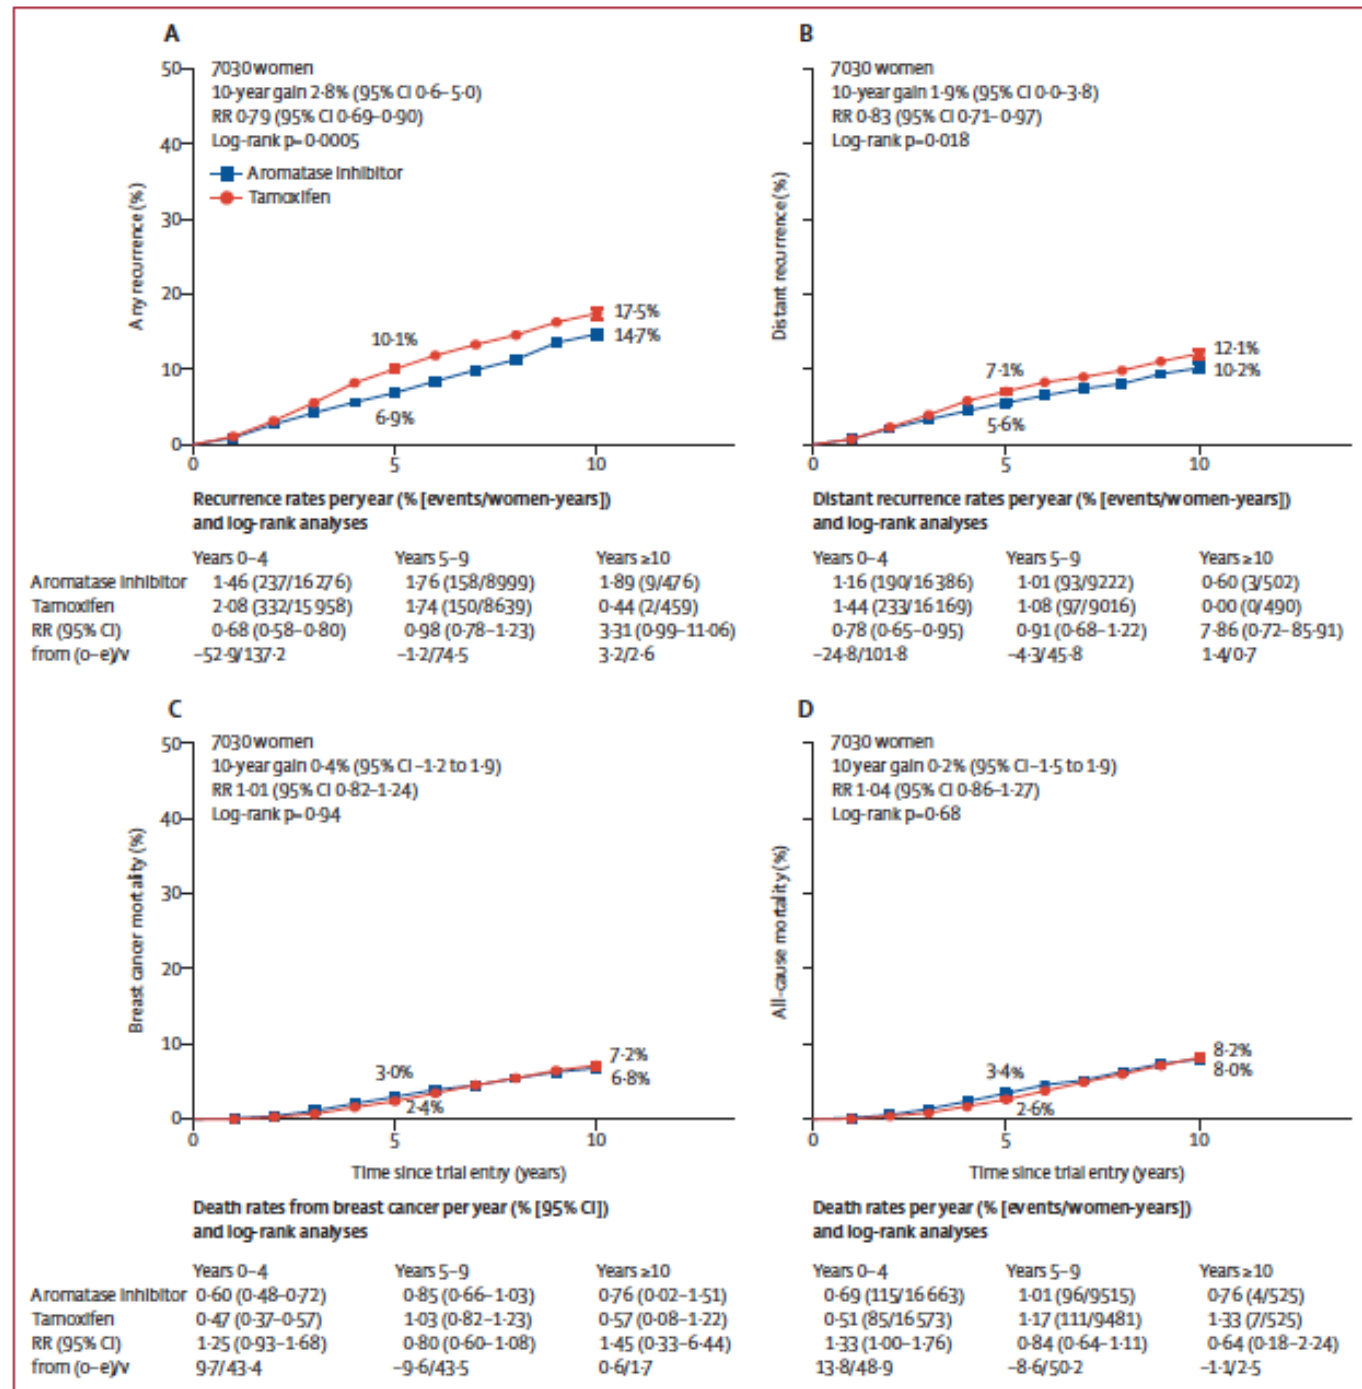 A
50
7030 women
10-year gain 2·8% (95% CI 0·6–5·0)
RR 0·79 (95% CI 0·69–0·90)
Log-rank p=0·0005
Aromatase inhibitor
Tamoxifen
40
30
20
10
0
Any recurrence (%)
10·1%
6·9%
17·5%
14·7%
0
5
10
Recurrence rates per year (% [events/women-years])
and log-rank analyses
Years 0–4 Years 5–9 Years ≥10
Aromatase inhibitor 1·46 (237/16 276) 1·76 (158/8999) 1·89 (9/476)
Tamoxifen 2·08 (332/15 958) 1·74 (150/8639) 0·44 (2/459)
RR (95% CI) 0·68 (0·58–0·80) 0·98 (0·78–1·23) 3·31 (0·99–11·06)
from (o–e)/v –52·9/137·2 –1·2/74·5 3·2/2·6
B
7030 women
10-year gain 1·9% (95% CI 0·0–3·8)
RR 0·83 (95% CI 0·71–0·97)
Log-rank p=0·018
Distant recurrence (%)
7·1%
5·6%
12·1%
10·2%
0
5
10
Distant recurrence rates per year (% [events/women-years])
and log-rank analyses
Years 0–4 Years 5–9 Years ≥10
1·16 (190/16 386) 1·01 (93/9222) 0·60 (3/502)
1·44 (233/16 169) 1·08 (97/9016) 0·00 (0/490)
0·78 (0·65–0·95) 0·91 (0·68–1·22) 7·86 (0·72–85·91)
–24·8/101·8 –4·3/45·8 1·4/0·7
C
50
7030 women
10-year gain 0·4% (95% CI –1·2 to 1·9)
RR 1·01 (95% CI 0·82–1·24)
Log-rank p=0·94
40
30
20
10
0
Breast cancer mortality (%)
3·0%
2·4%
7·2%
6·8%
0
5
10
Time since trial entry (years)
Death rates from breast cancer per year (% [95% CI])
and log-rank analyses
Years 0–4 Years 5–9 Years ≥10
Aromatase inhibitor 0·60 (0·48–0·72) 0·85 (0·66–1·03) 0·76 (0·02–1·51)
Tamoxifen 0·47 (0·37–0·57) 1·03 (0·82–1·23) 0·57 (0·08–1·22)
RR (95% CI) 1·25 (0·93–1·68) 0·80 (0·60–1·08) 1·45 (0·33–6·44)
from (o–e)/v 9·7/43·4 –9·6/43·5 0·6/1·7
D
7030 women
10 year gain 0·2% (95% CI –1·5 to 1·9)
RR 1·04 (95% CI 0·86–1·27)
Log-rank p=0·68
All-cause mortality (%)
3·4%
2·6%
8·2%
8·0%
0
5
10
Time since trial entry (years)
Death rates per year (% [events/women-years])
and log-rank analyses
Years 0–4 Years 5–9 Years ≥10
0·69 (115/16 663) 1·01 (96/9515) 0·76 (4/525)
0·51 (85/16 573) 1·17 (111/9481) 1·33 (7/525)
1·33 (1·00–1·76) 0·84 (0·64–1·11) 0·64 (0·18–2·24)
13·8/48·9 –8·6/50·2 –1·1/2·5